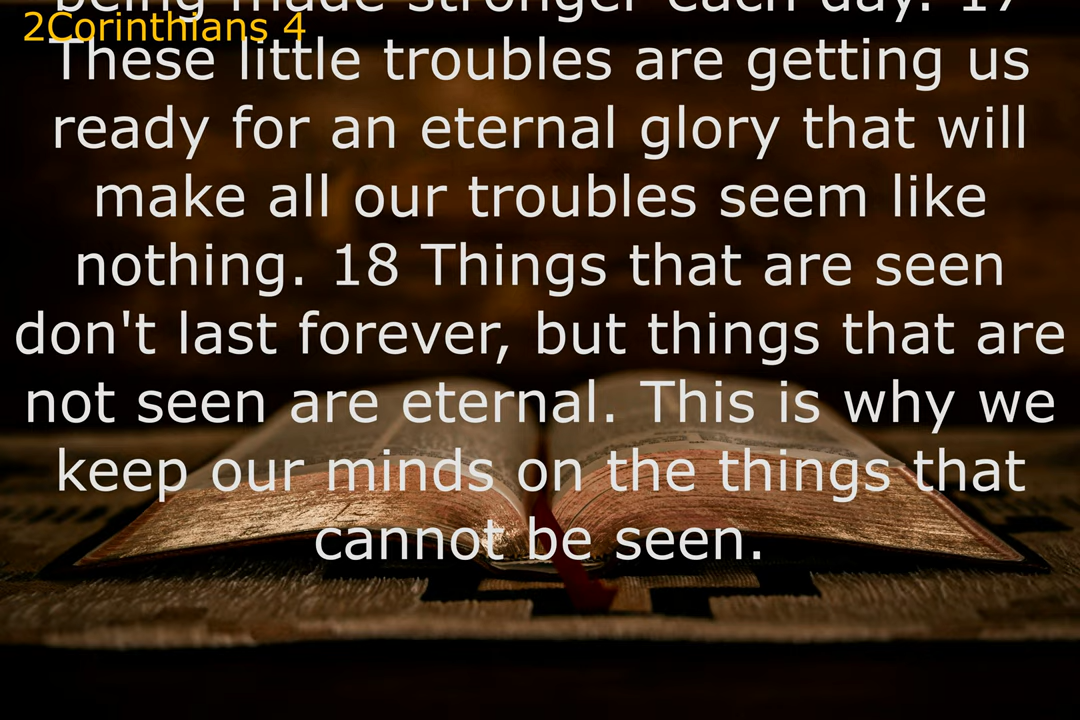 being made stronger each day. 17
2Corinthians 4
These little troubles are getting us
ready for an eternal glory that will
make all our troubles seem like
nothing. 18 Things that are seen
don't last forever, but things that are
not seen are eternal. This is why we
keep our minds on the things that
cannot be seen.